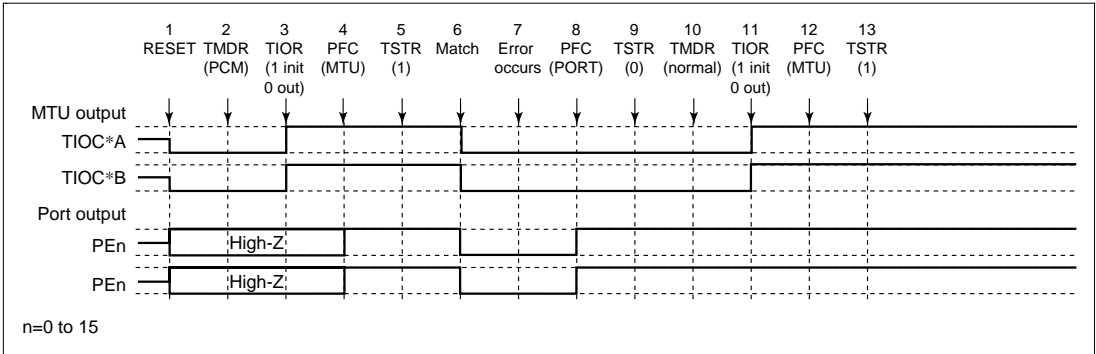 1 2 3 4 5 6 7 8 9 10 11 12 13
RESET TMDR TIOR PFC TSTR Match Error PFC TSTR TMDR TIOR PFC TSTR
(PCM) (1 init (MTU) (1) occurs (PORT) (0) (normal) (1 init (MTU) (1)
0 out) 0 out)
MTU output
TIOC*A
TIOC*B
Port output
PEn High-Z
PEn High-Z
n=0 to 15